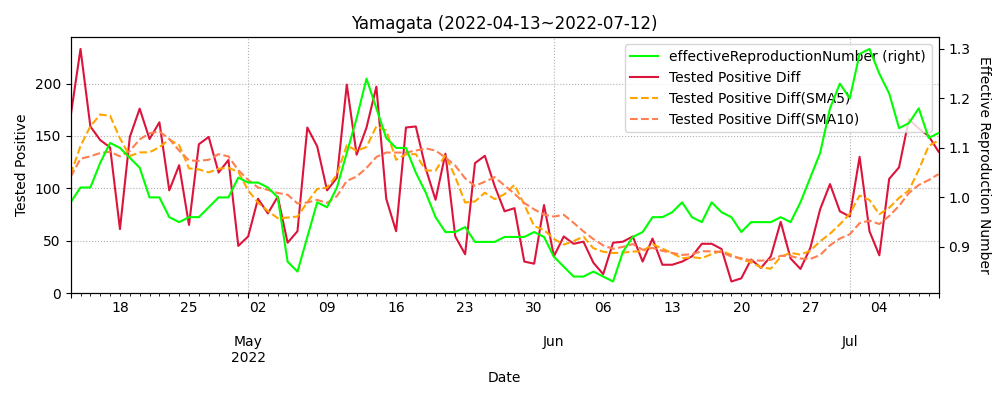 Yamagata (2022-04-13~2022-07-12)
effectiveReproductionNumber (right)
Tested Positive Diff
Tested Positive Diff(SMA5)
Tested Positive Diff(SMA10)
Tested Positive
200
150
100
50
0
1.3
1.2
1.1
1.0
0.9
Effective Reproduction Number
18 25 02 09 16 23 30 06 13 20 27 04
May Jun Jul
2022
Date